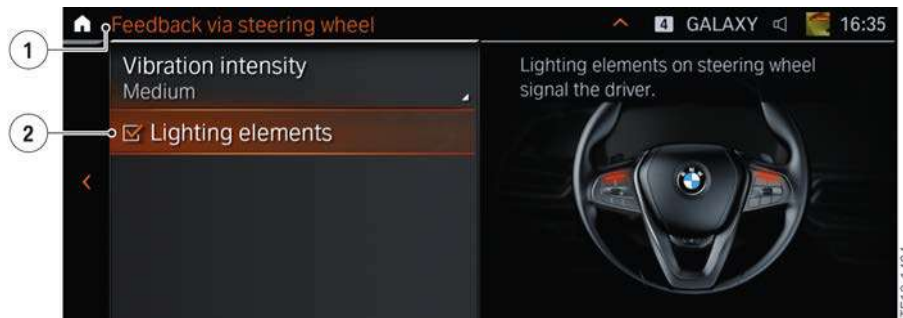 1
Feedback via steering wheel
4 GALAXY 16:35
Vibration intensity
Medium
2
Lighting elements
Lighting elements on steering wheel
signal the driver.